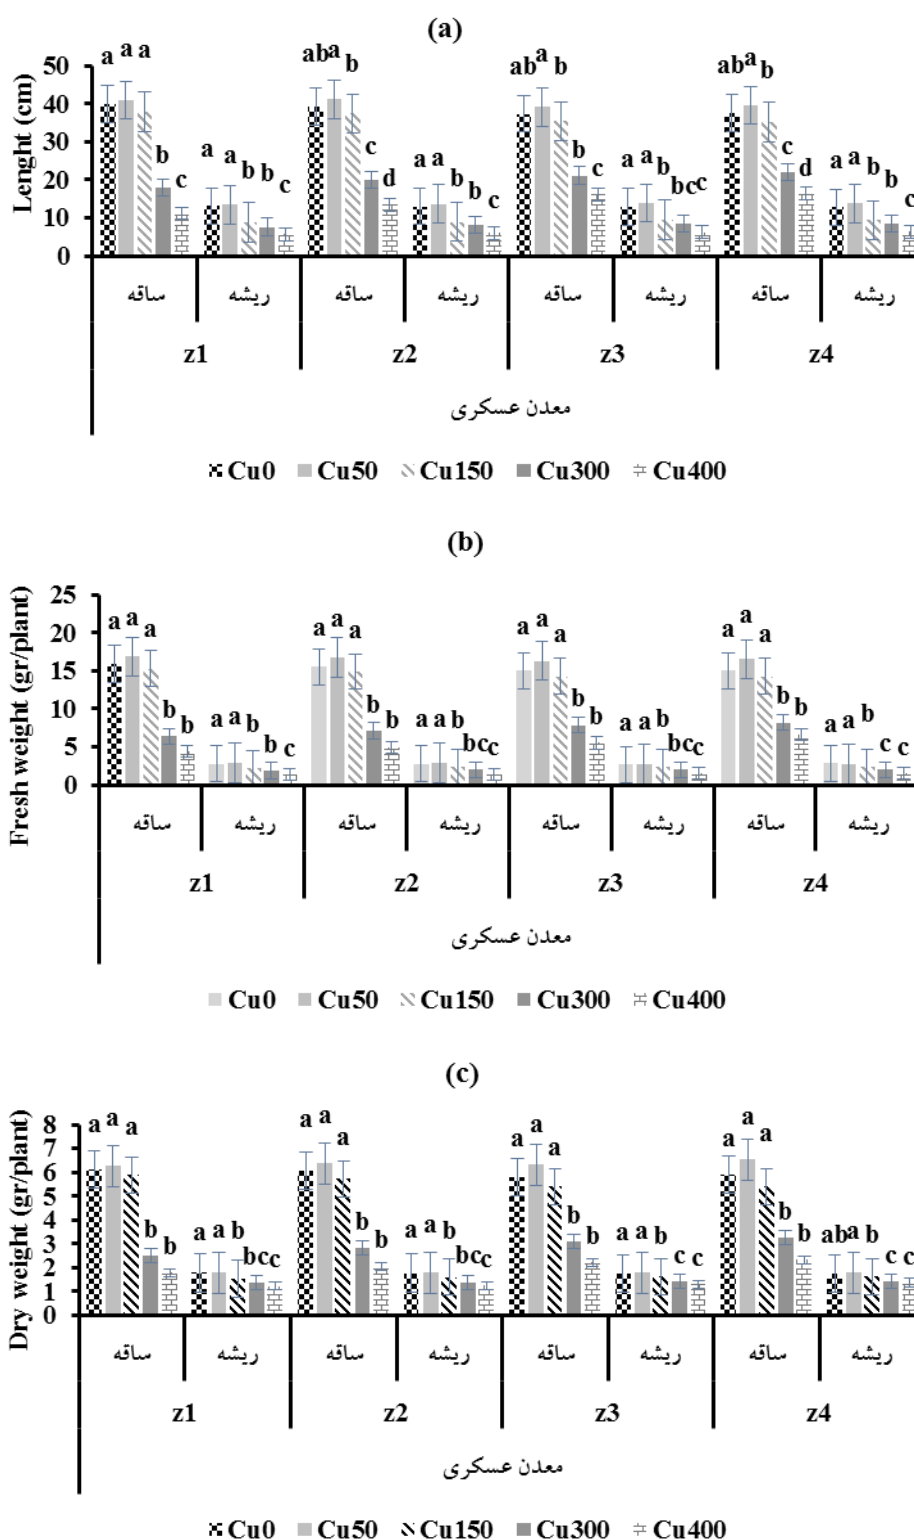 (a)
Lenght (cm)
50
40
30
20
10
0
a a a b c a a b b c ab a b c d a a b b c ab a b b c a a b bc c ab a b c d a a b b c
ساقه ریشه ساقه ریشه ساقه ریشه ساقه ریشه
z1 z2 z3 z4
معدن عسکری
Cu0 Cu50 Cu150 Cu300 Cu400
(b)
Fresh weight (gr/plant)
25
20
15
10
5
0
a a a b b a a b b c a a a b b a a b bc c a a a b b a a b bc c a a a b b a a b c c
ساقه ریشه ساقه ریشه ساقه ریشه ساقه ریشه
z1 z2 z3 z4
معدن عسکری
Cu0 Cu50 Cu150 Cu300 Cu400
(c)
Dry weight (gr/plant)
8
7
6
5
4
3
2
1
0
a a a b b a a b bc c a a a b b a a b bc c a a a b b a a b c c a a a b b ab a b c c
ساقه ریشه ساقه ریشه ساقه ریشه ساقه ریشه
z1 z2 z3 z4
معدن عسکری
Cu0 Cu50 Cu150 Cu300 Cu400